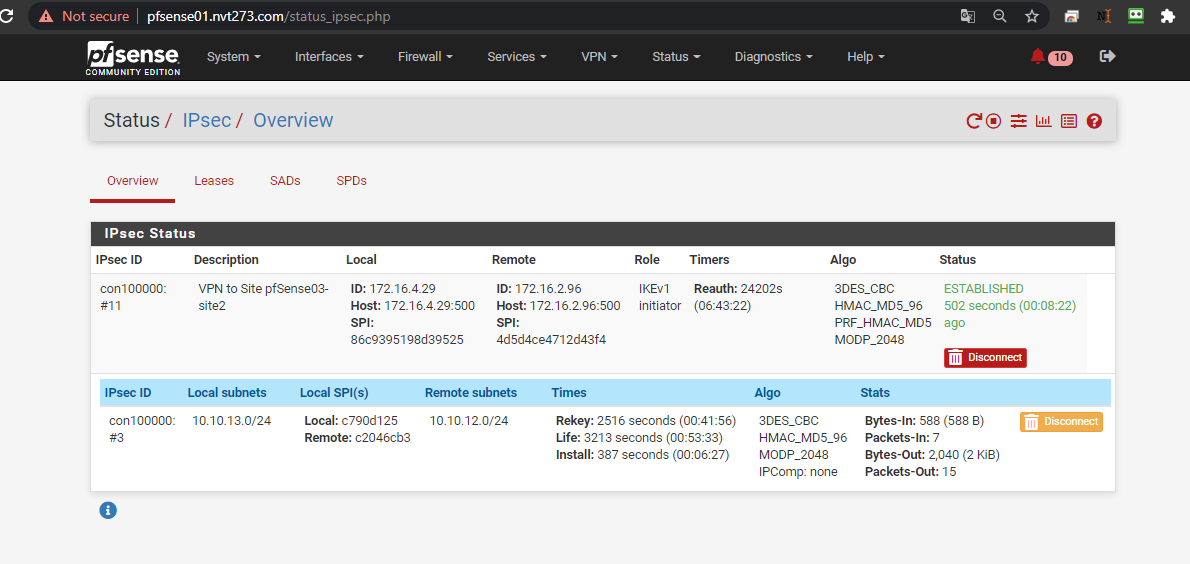 Not secure pfsense01.nvt273.com/status_ipsec.php
pfsense
COMMUNITY EDITION
System Interfaces Firewall Services VPN Status Diagnostics Help 10
Status / IPsec / Overview
Overview Leases SADs SPDs
IPsec Status
IPsec ID Description Local Remote Role Timers Algo Status
con100000: VPN to Site pfSense03- ID: 172.16.4.29 ID: 172.16.2.96 IKEv1 Reauth: 24202s 3DES_CBC ESTABLISHED
#11 site2 Host: 172.16.4.29:500 Host: 172.16.2.96:500 initiator (06:43:22) HMAC_MD5_96 502 seconds (00:08:22)
SPI: SPI: PRF_HMAC_MD5 ago
86c9395198d39525 4d5d4ce4712d43f4 MODP_2048
Disconnect
IPsec ID Local subnets Local SPI(s) Remote subnets Times Algo Stats
con100000: 10.10.13.0/24 Local: c790d125 10.10.12.0/24 Rekey: 2516 seconds (00:41:56) 3DES_CBC Bytes-In: 588 (588 B) Disconnect
#3 Remote: c2046cb3 Life: 3213 seconds (00:53:33) HMAC_MD5_96 Packets-In: 7
Install: 387 seconds (00:06:27) MODP_2048 Bytes-Out: 2,040 (2 KiB)
IPComp: none Packets-Out: 15